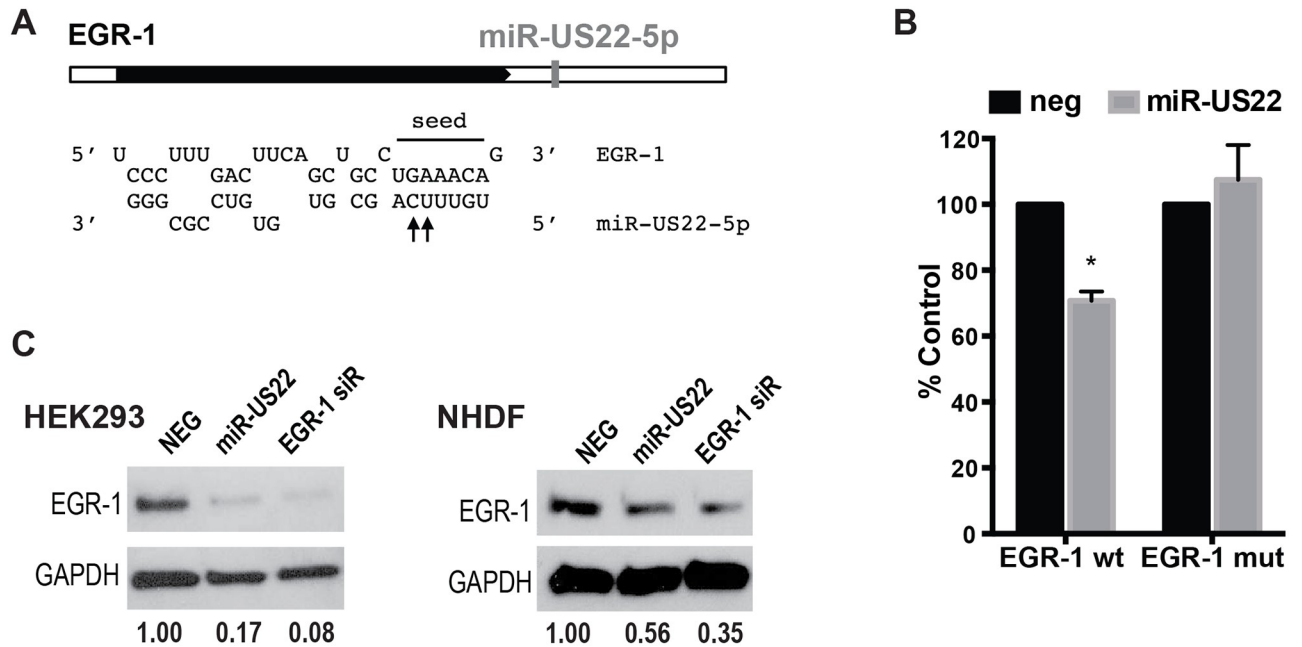 A
EGR-1
miR-US22-5p
seed
5′ U UUU UUCA U C G 3′ EGR-1
CCC GAC GC GC UGAAACA
GGG CUG UG CG ACUUUGU
3′ CGC UG 5′ miR-US22-5p
B
neg miR-US22
120
100
80
60
40
20
0
% Control
*
EGR-1 wt EGR-1 mut
C
HEK293
NEG miR-US22 EGR-1 siR
EGR-1
GAPDH
1.00 0.17 0.08
NHDF
NEG miR-US22 EGR-1 siR
EGR-1
GAPDH
1.00 0.56 0.35